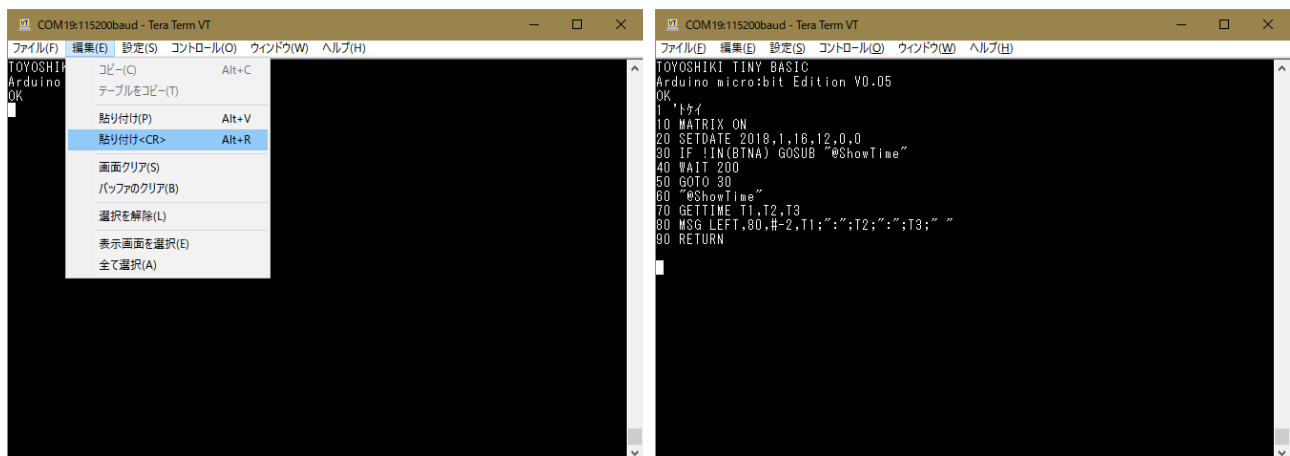 COM19:115200baud - Tera Term VT
ファイル(F) 編集(E) 設定(S) コントロール(O) ウィンドウ(W) ヘルプ(H)
TOYOSHIK
Arduino
OK
コピー(C) Alt+C
テーブルをコピー(T)
貼り付け(P) Alt+V
貼り付け<CR> Alt+R
画面クリア(S)
バッファのクリア(B)
選択を解除(L)
表示画面を選択(E)
全て選択(A)
COM19:115200baud - Tera Term VT
ファイル(F) 編集(E) 設定(S) コントロール(O) ウィンドウ(W) ヘルプ(H)
TOYOSHIKI TINY BASIC
Arduino micro:bit Edition V0.05
OK
1 'ﾄｹｲ
10 MATRIX ON
20 SETDATE 2018,1,16,12,0,0
30 IF !IN(BTNA) GOSUB "@ShowTime"
40 WAIT 200
50 GOTO 30
60 "@ShowTime"
70 GETTIME T1,T2,T3
80 MSG LEFT,80,#-2,T1;":";T2;":";T3;" "
90 RETURN